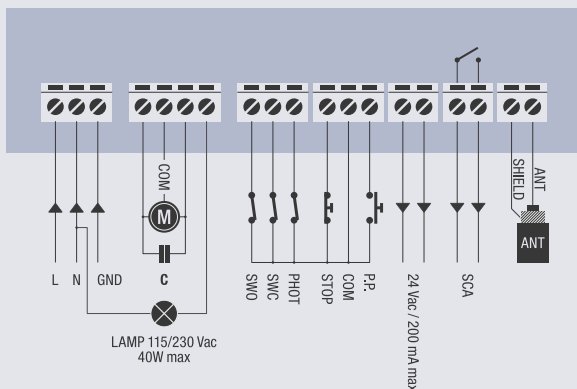 COM
M
SHIELD
ANT
ANT
L
N
GND
C
SWO
SWC
PHOT
STOP
COM
P.P.
24 Vac / 200 mA max
SCA
LAMP 115/230 Vac
40W max